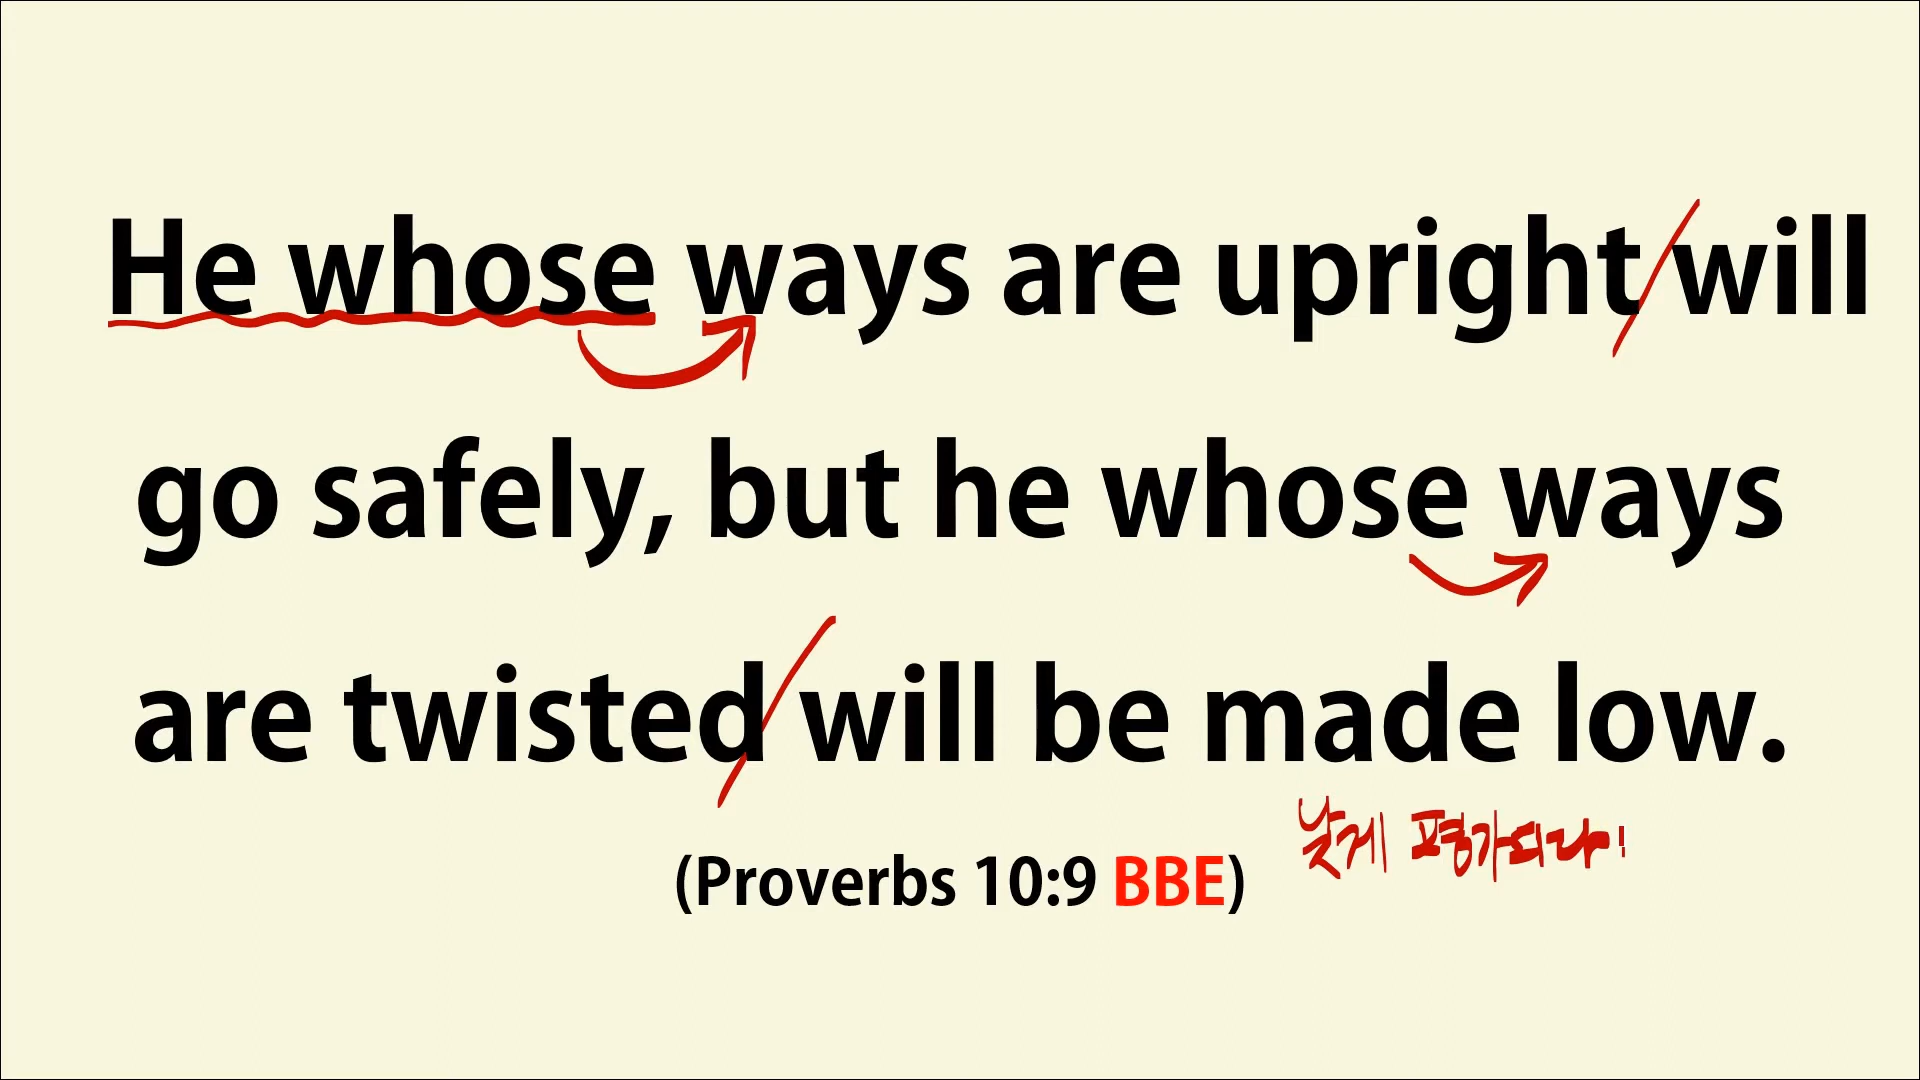 He whose ways are upright will
go safely, but he whose ways
are twisted will be made low.
낮게 평가되다!
(Proverbs 10:9 BBE)